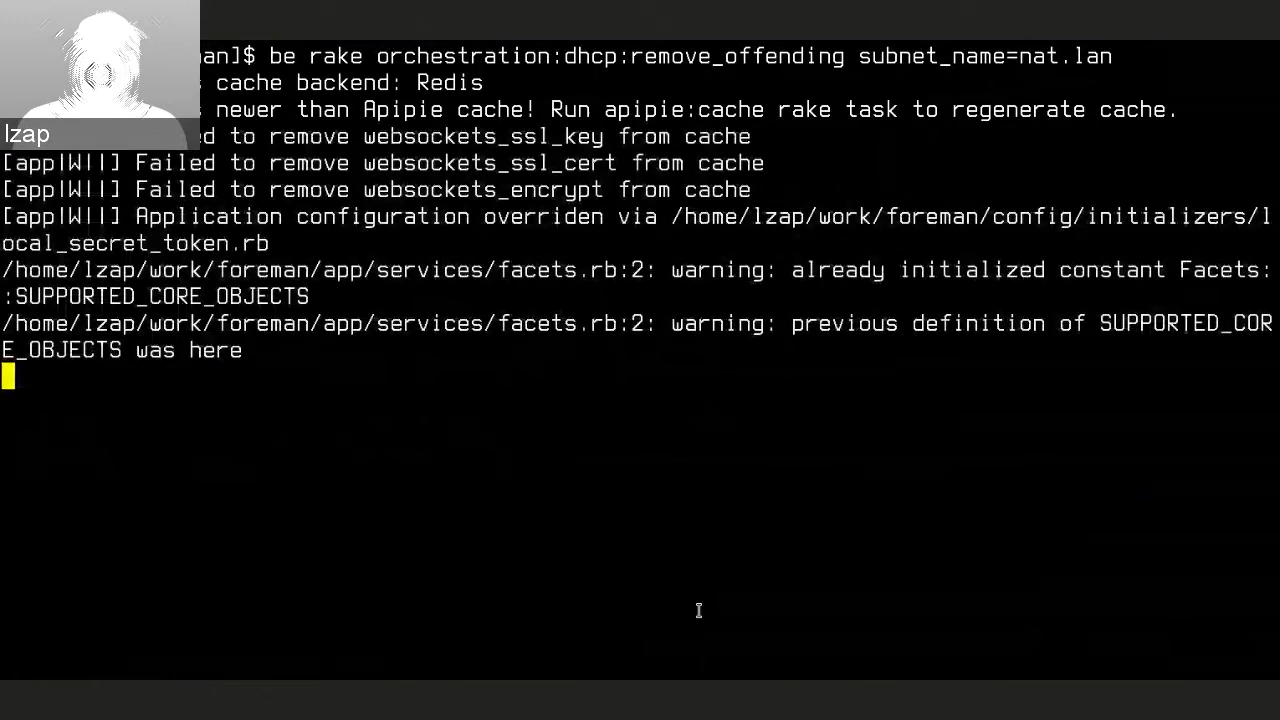 an]$ be rake orchestration:dhcp:remove_offending subnet_name=nat.lan
cache backend: Redis
newer than Apipie cache! Run apipie:cache rake task to regenerate cache.
lzap
ed to remove websockets_ssl_key from cache
[app|W||] Failed to remove websockets_ssl_cert from cache
[app|W||] Failed to remove websockets_encrypt from cache
[app|W||] Application configuration overriden via /home/lzap/work/foreman/config/initializers/l
ocal_secret_token.rb
/home/lzap/work/foreman/app/services/facets.rb:2: warning: already initialized constant Facets:
:SUPPORTED_CORE_OBJECTS
/home/lzap/work/foreman/app/services/facets.rb:2: warning: previous definition of SUPPORTED_COR
E_OBJECTS was here